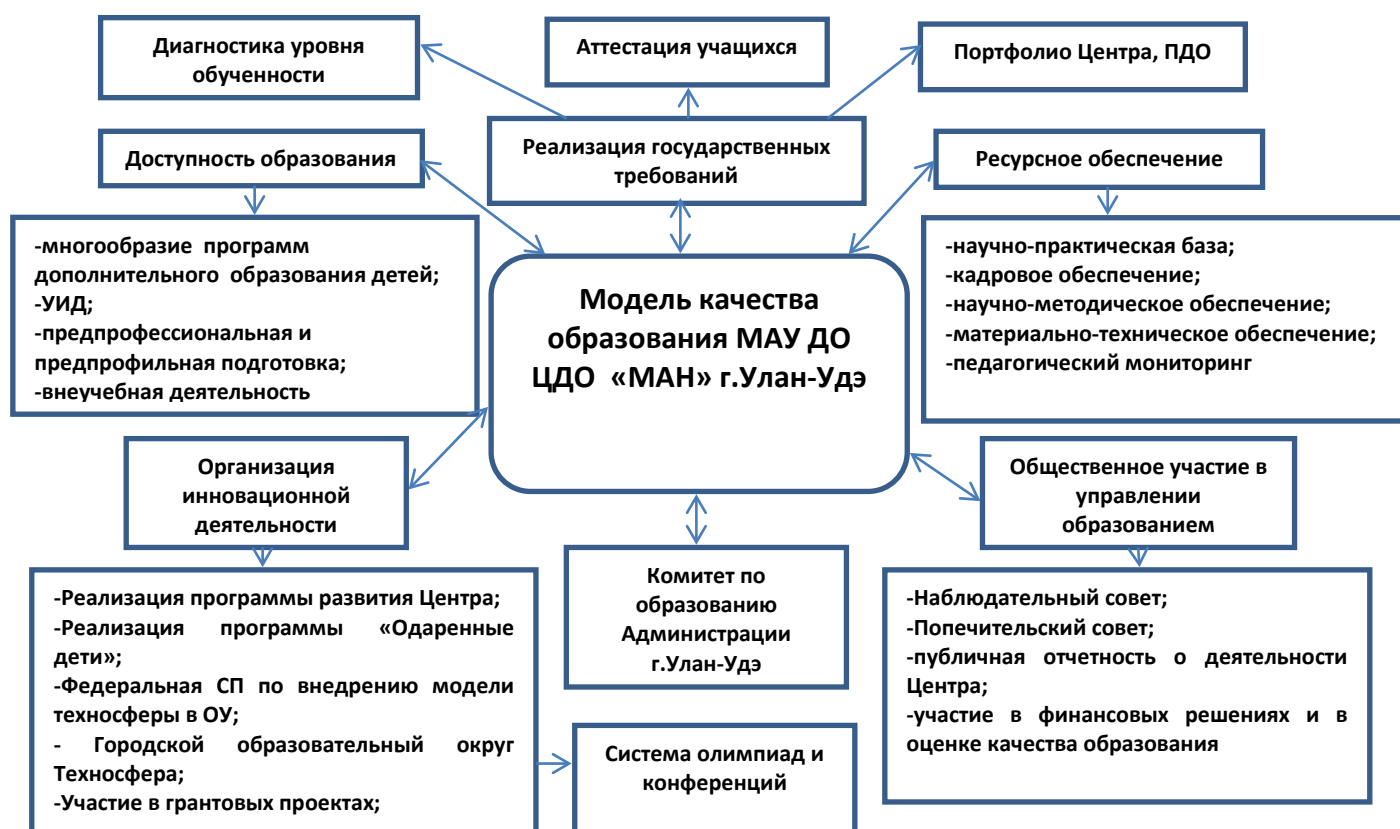 Диагностика уровня
обученности
Аттестация учащихся
Портфолио Центра, ПДО
Доступность образования
Реализация государственных
требований
Ресурсное обеспечение
-многообразие программ
дополнительного образования детей;
-УИД;
-предпрофессиональная и
предпрофильная подготовка;
-внеучебная деятельность
Модель качества
образования МАУ ДО
ЦДО «МАН» г.Улан-Удэ
-научно-практическая база;
-кадровое обеспечение;
-научно-методическое обеспечение;
-материально-техническое обеспечение;
-педагогический мониторинг
Организация
инновационной
деятельности
Общественное участие в
управлении
образованием
-Реализация программы развития Центра;
-Реализация программы «Одаренные
дети»;
-Федеральная СП по внедрению модели
техносферы в ОУ;
- Городской образовательный округ
Техносфера;
-Участие в грантовых проектах;
Комитет по
образованию
Администрации
г.Улан-Удэ
-Наблюдательный совет;
-Попечительский совет;
-публичная отчетность о деятельности
Центра;
-участие в финансовых решениях и в
оценке качества образования
Система олимпиад и
конференций